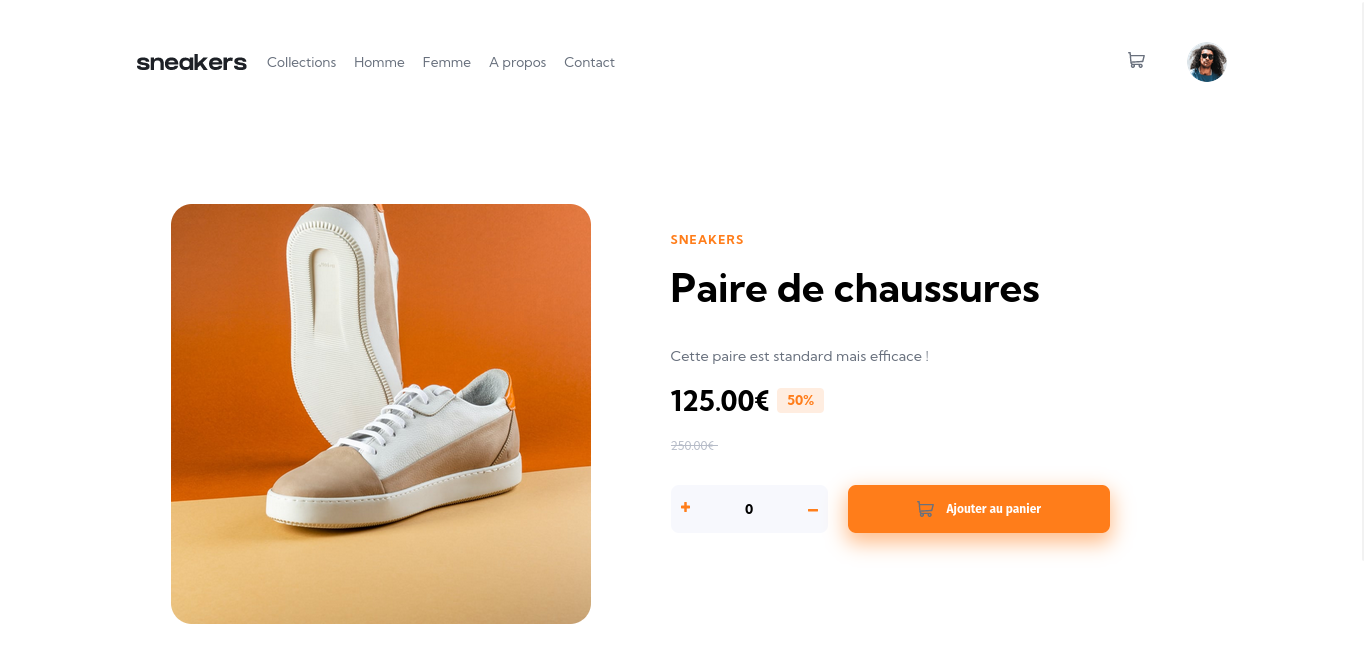 sneakers Collections Homme Femme A propos Contact
SNEAKERS
Paire de chaussures
Cette paire est standard mais efficace !
125.00€ 50%
250.00€
+ 0 – Ajouter au panier